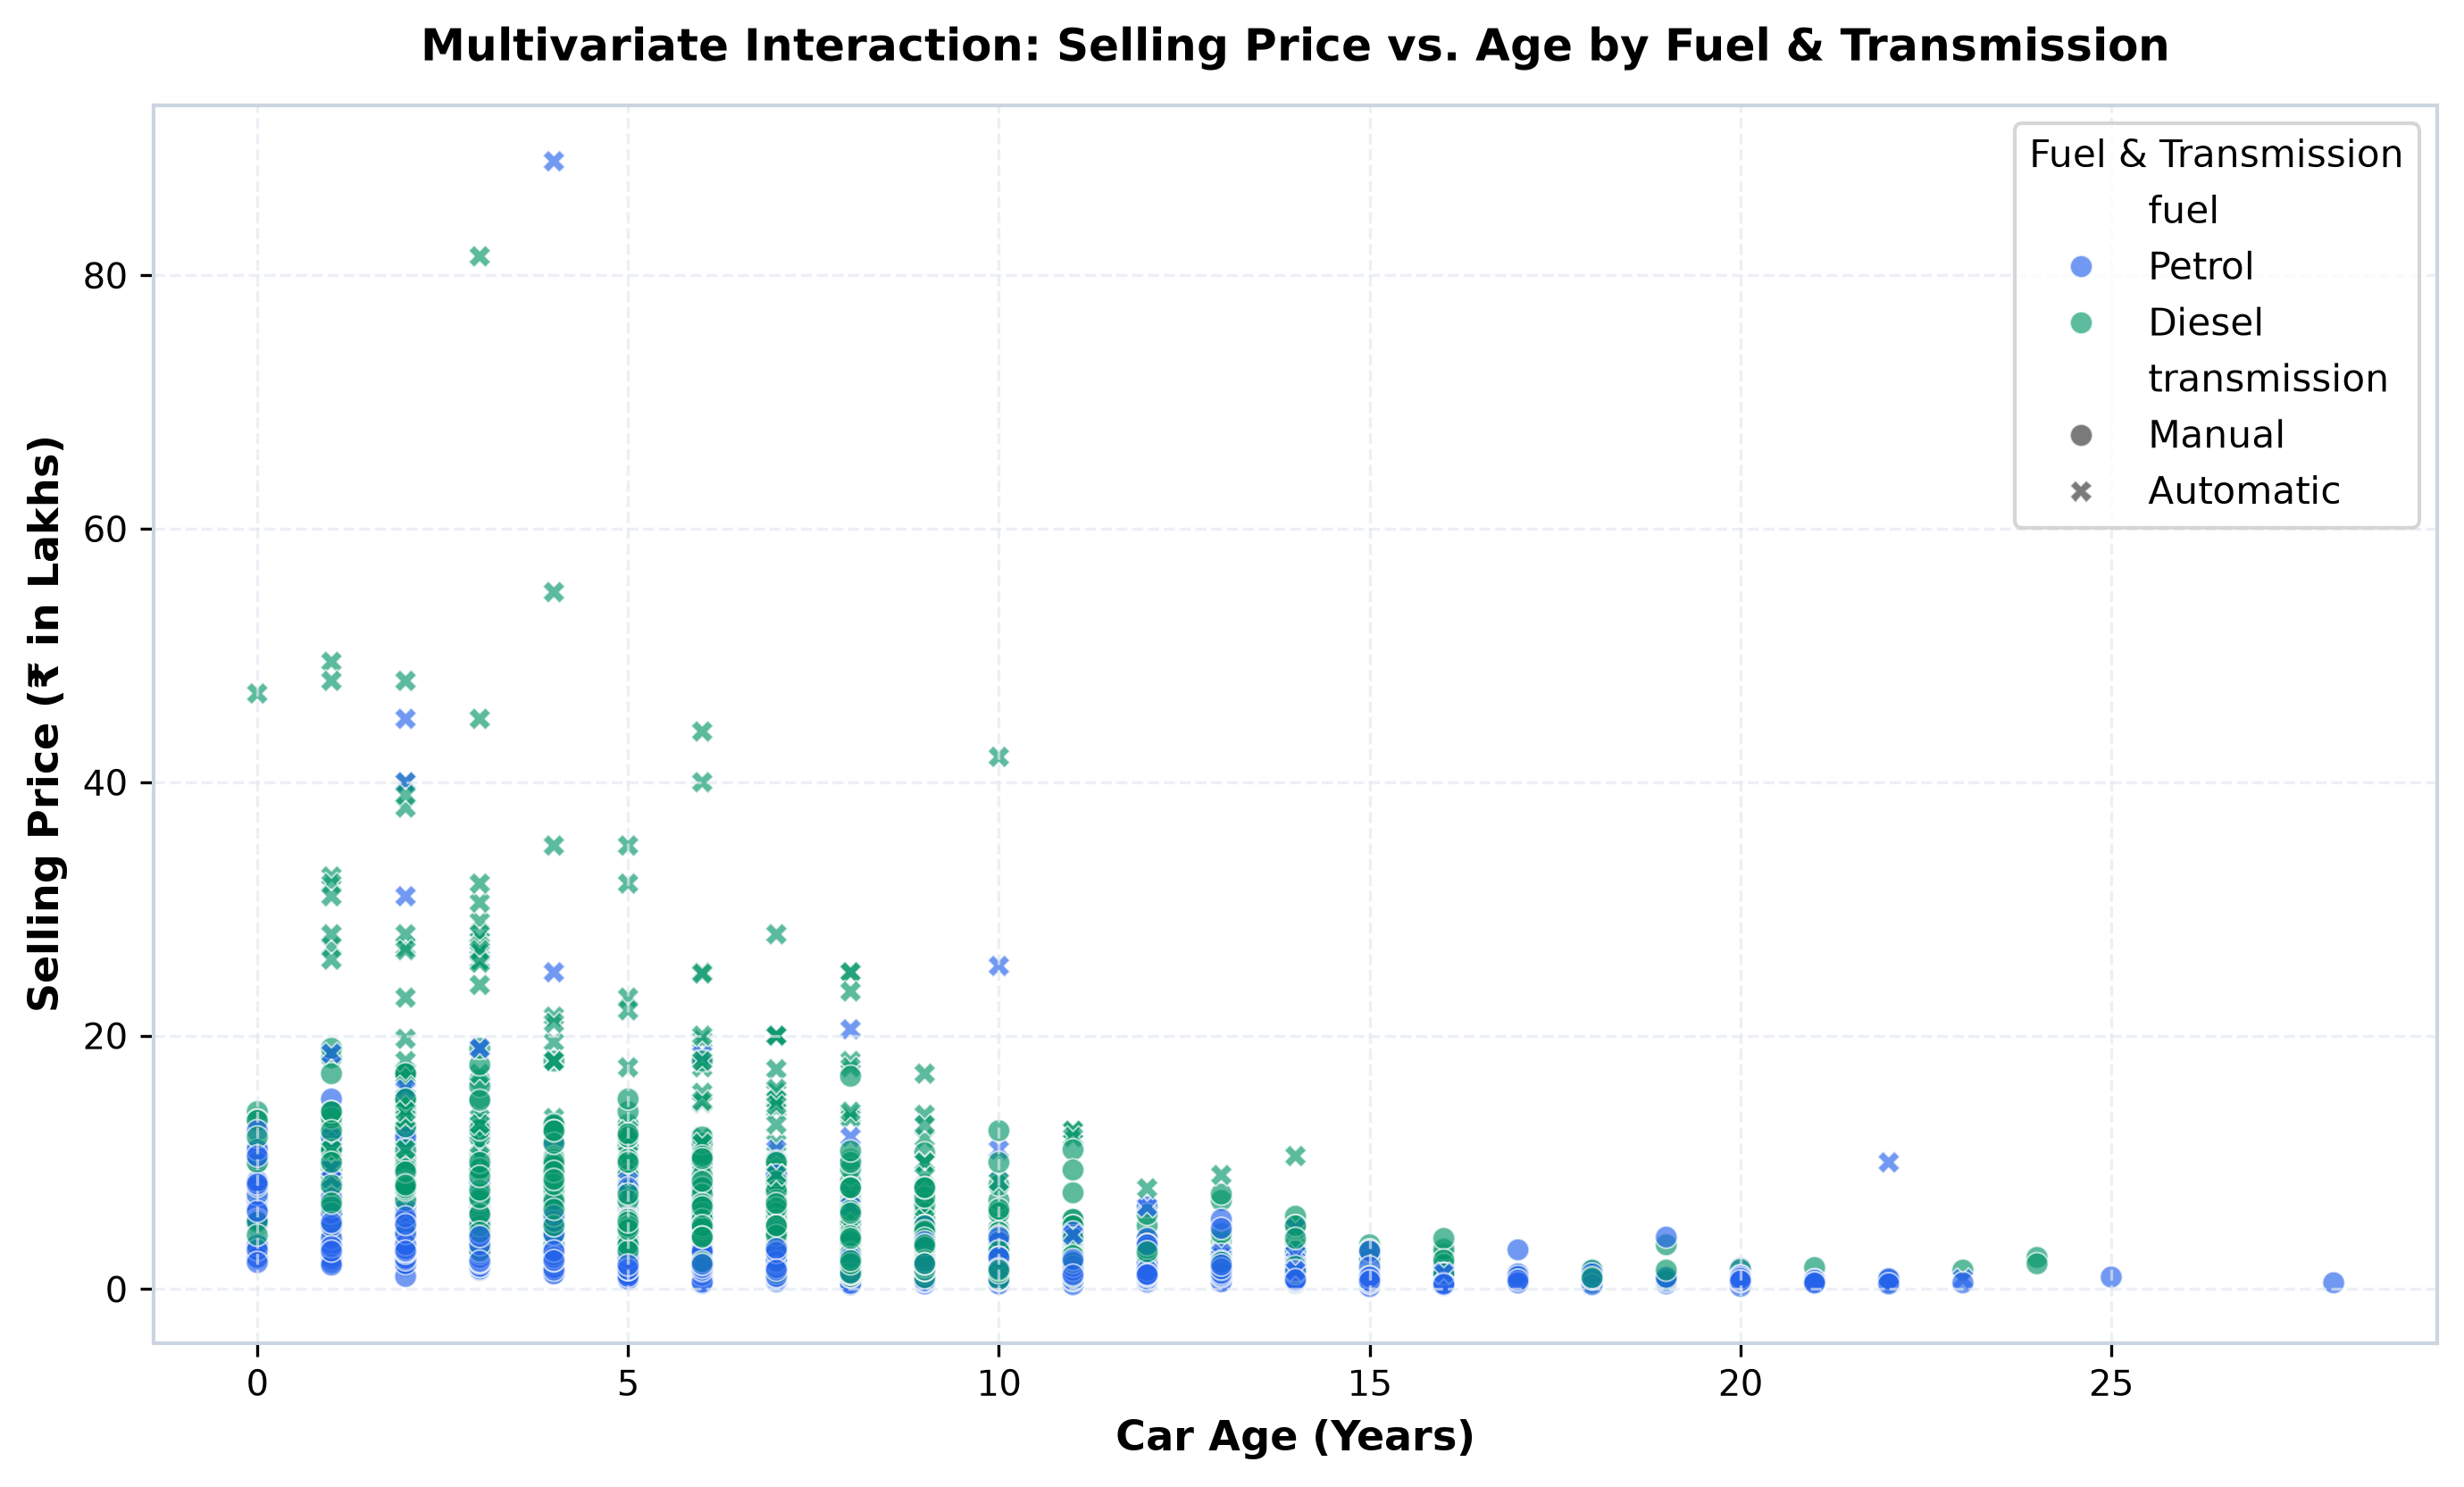 Multivariate Interaction: Selling Price vs. Age by Fuel & Transmission
Selling Price (₹ in Lakhs)
80
60
40
20
0
0 5 10 15 20 25
Car Age (Years)
Fuel & Transmission
fuel
Petrol
Diesel
transmission
Manual
Automatic